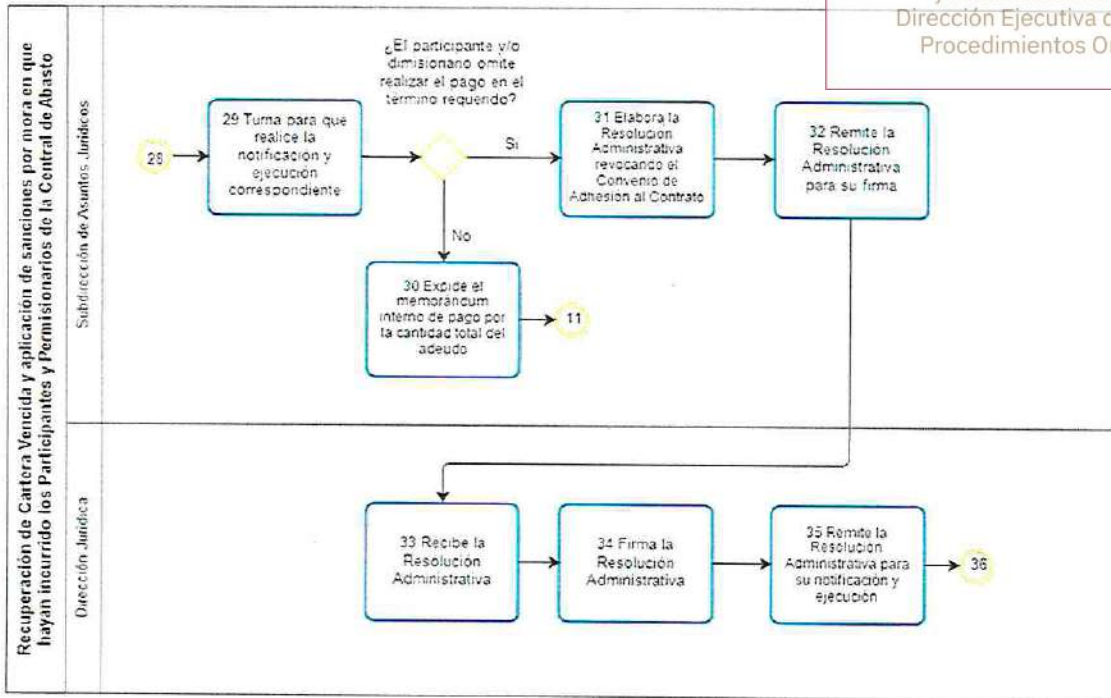 Dirección Ejecutiva
Procedimientos
Recuperación de Cartera Vencida y aplicación de sanciones por mora en que
hayan incurrido los Participantes y Permisionarios de la Central de Abasto
Subdirección de Asuntos Jurídicos
28
29 Turna para que
realice la
notificación y
ejecución
correspondiente
¿El participante y/o
dimisionario omite
realizar el pago en el
término requerido?
Si
No
30 Expide el
memorándum
interno de pago por
la cantidad total del
adeudo
11
31 Elabora la
Resolución
Administrativa
revocando el
Convenio de
Adhesión al Contrato
32 Remite la
Resolución
Administrativa
para su firma
Dirección Jurídica
33 Recibe la
Resolución
Administrativa
34 Firma la
Resolución
Administrativa
35 Remite la
Resolución
Administrativa para
su notificación y
ejecución
36